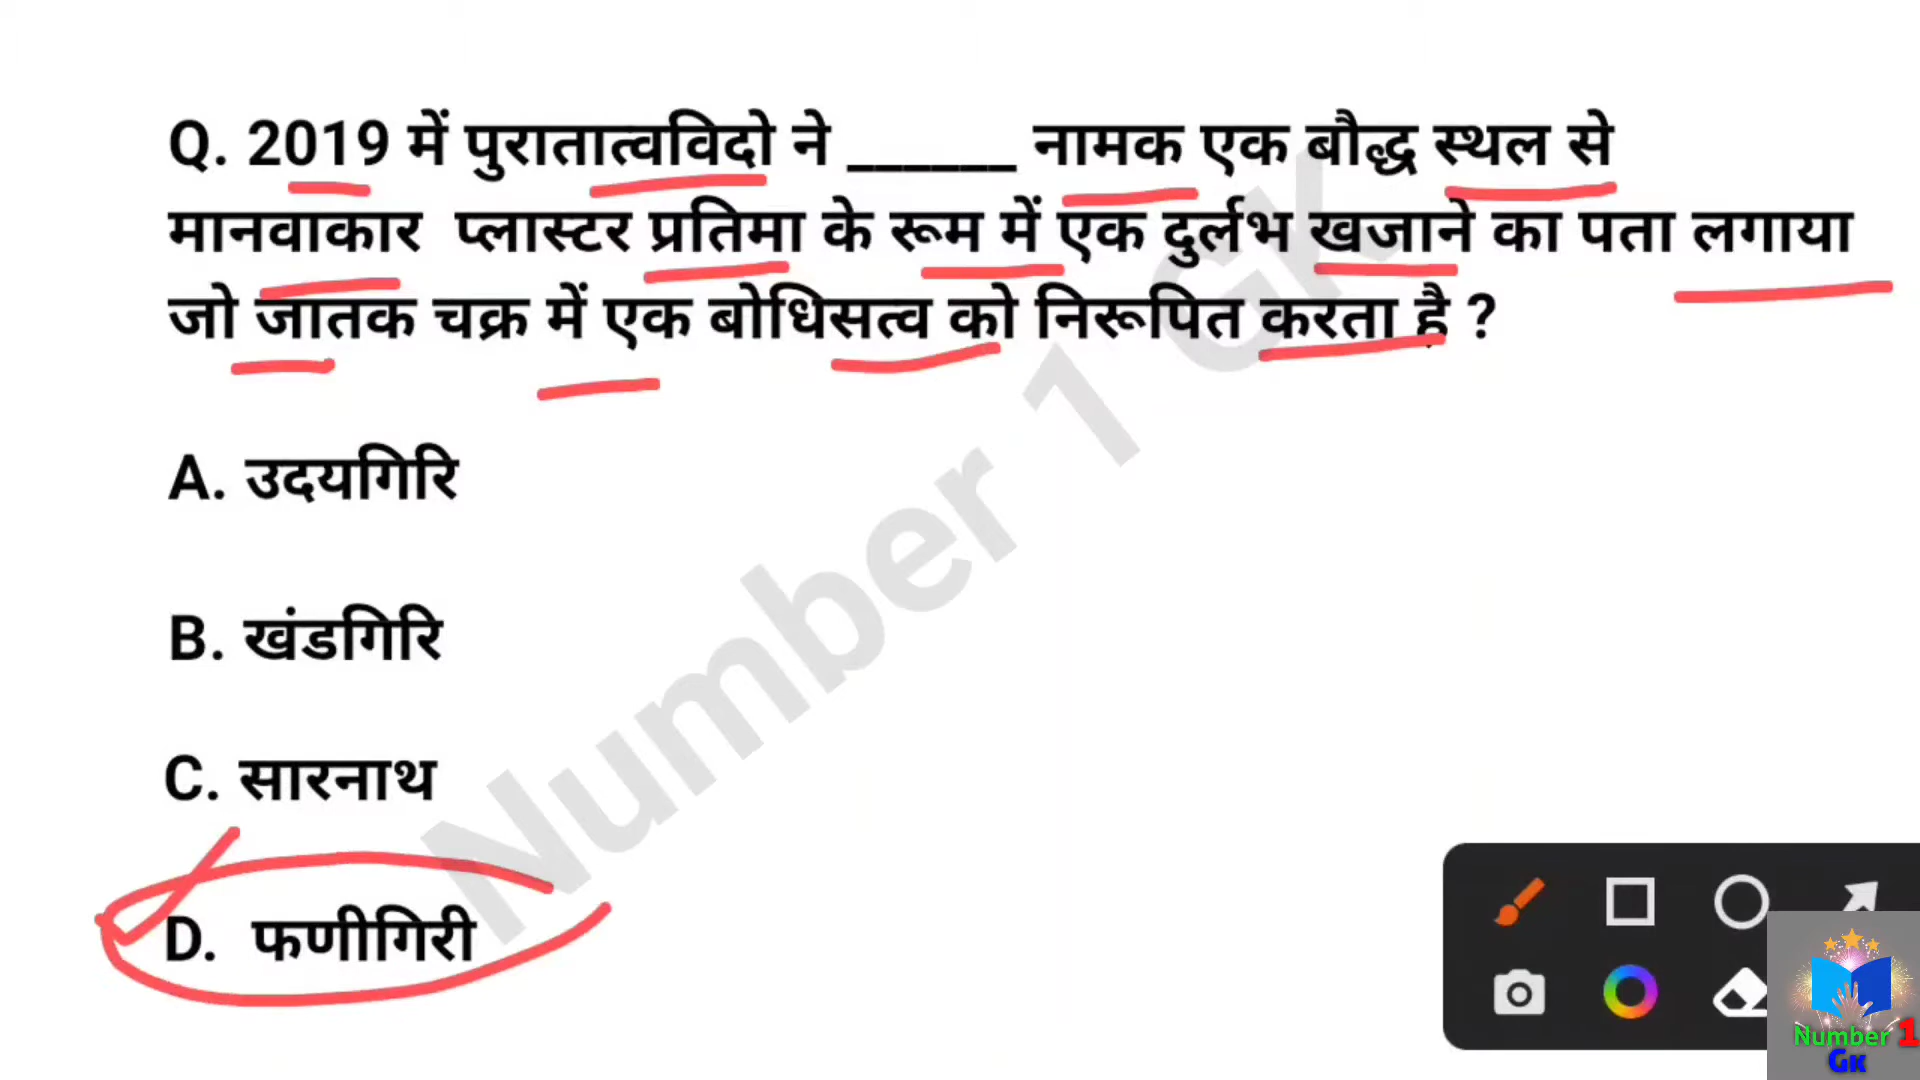 Q. 2019 में पुरातात्वविदो ने ______ नामक एक बौद्ध स्थल से
मानवाकार प्लास्टर प्रतिमा के रूम में एक दुर्लभ खजाने का पता लगाया
जो जातक चक्र में एक बोधिसत्व को निरूपित करता है ?
A. उदयगिरि
B. खंडगिरि
C. सारनाथ
D. फणीगिरी
Number 1 GK
Number 1
GK